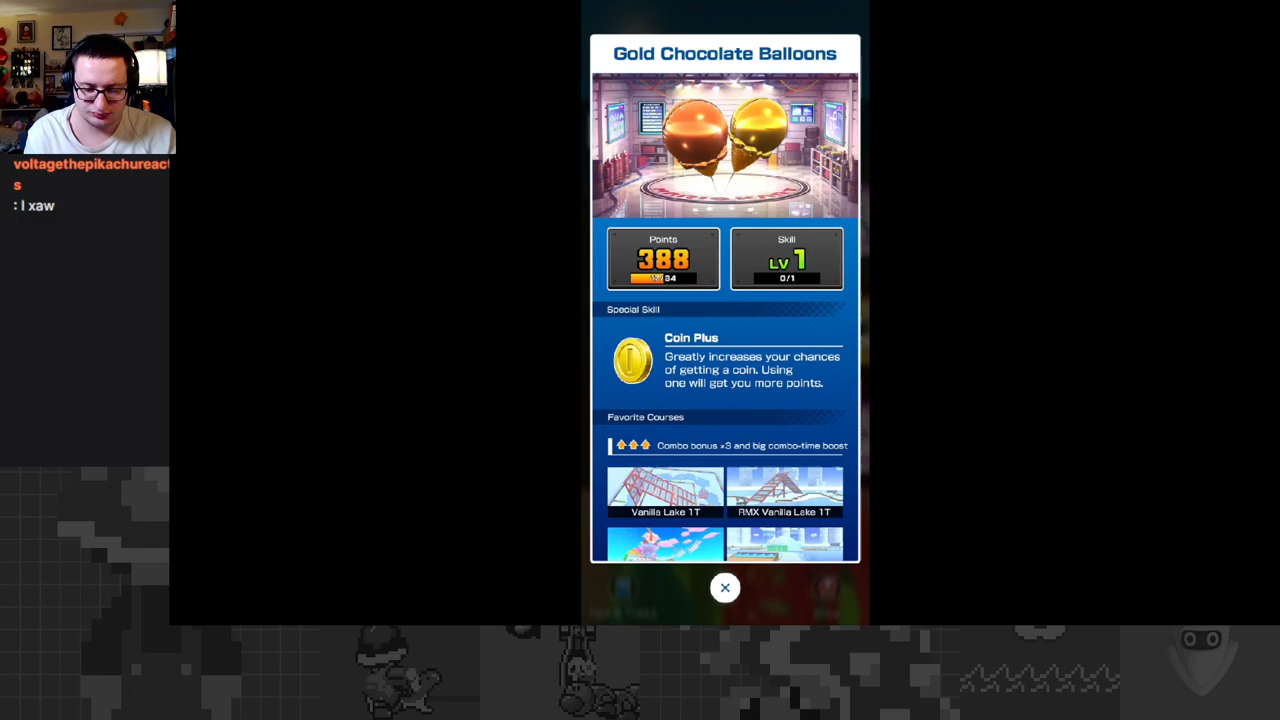 voltagethepikachureact
s
: I xaw
Gold Chocolate Balloons
Points
388
Skill
LV 1
0/1
Special Skill
Coin Plus
Greatly increases your chances
of getting a coin. Using
one will get you more points.
Favorite Courses
Combo bonus ×3 and big combo-time boost
Vanilla Lake 1T
RMX Vanilla Lake 1T